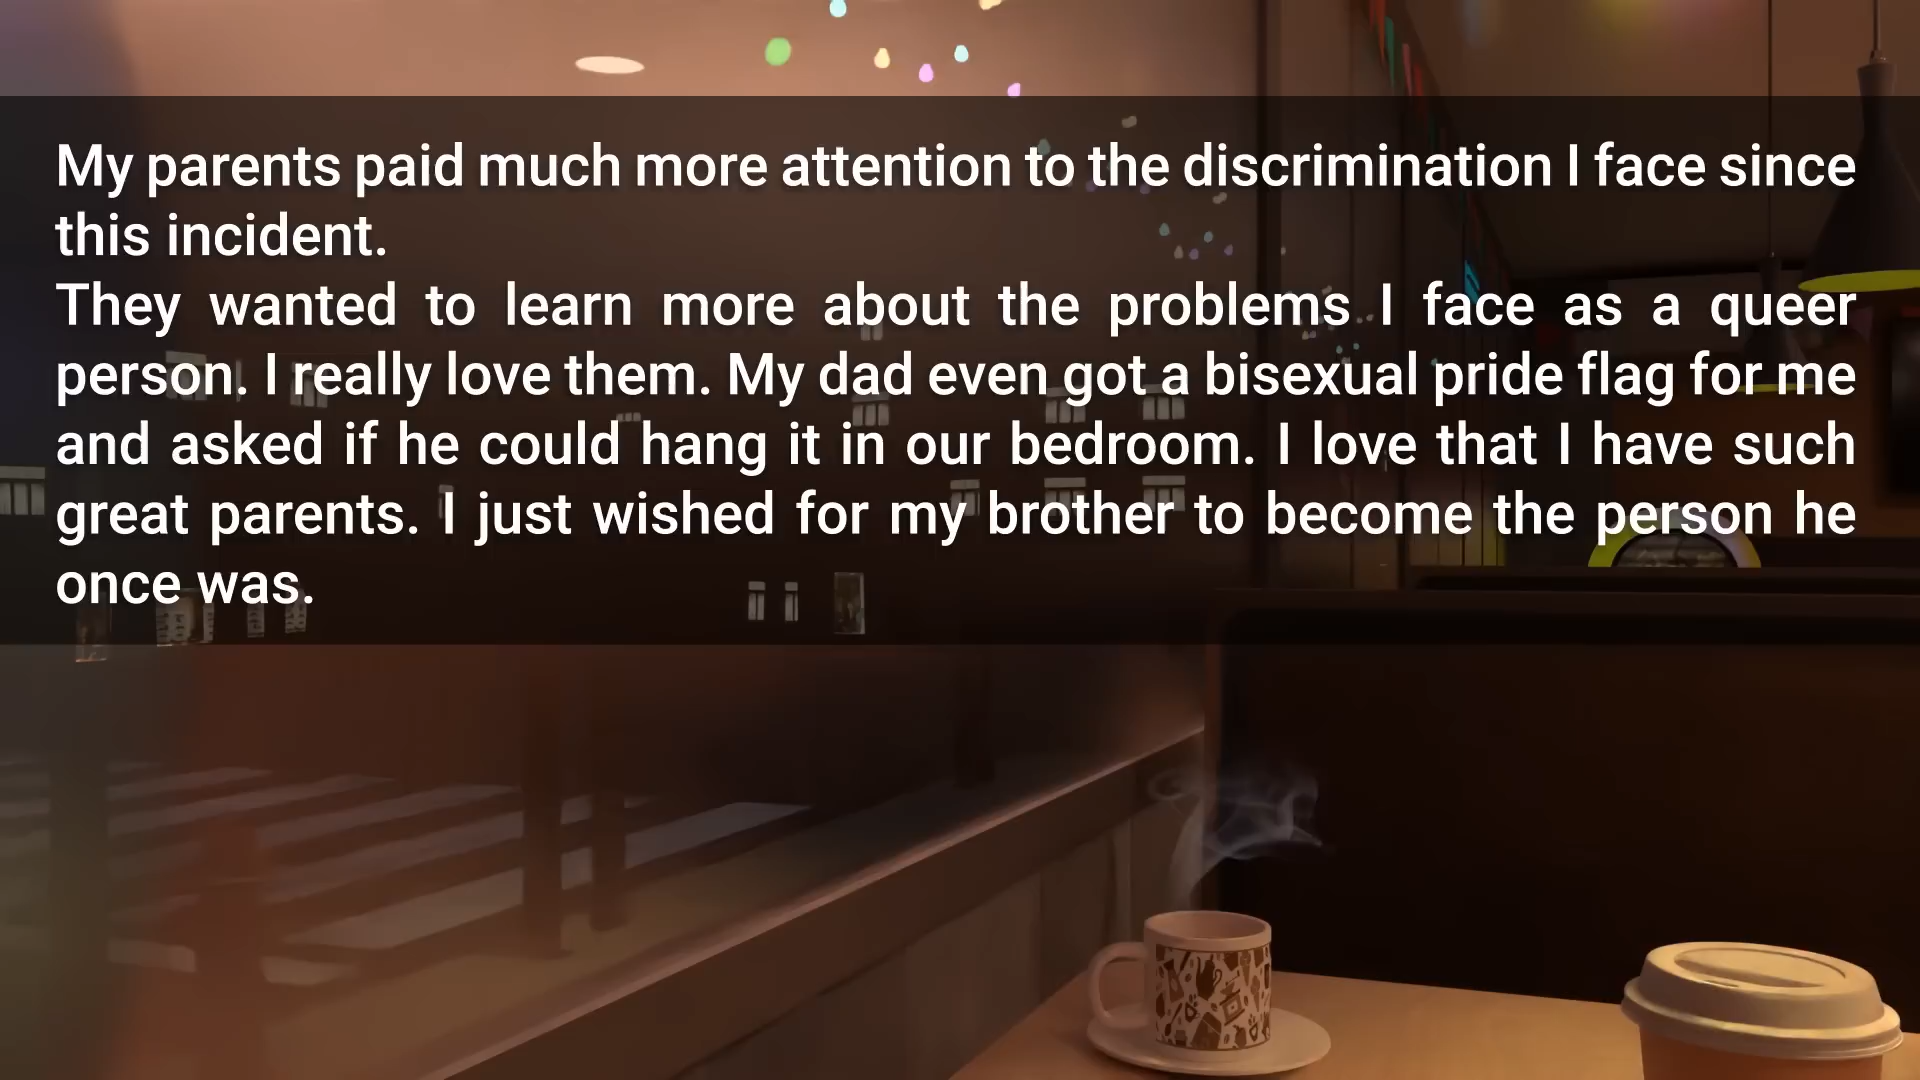 My parents paid much more attention to the discrimination I face since
this incident.
They wanted to learn more about the problems I face as a queer
person. I really love them. My dad even got a bisexual pride flag for me
and asked if he could hang it in our bedroom. I love that I have such
great parents. I just wished for my brother to become the person he
once was.